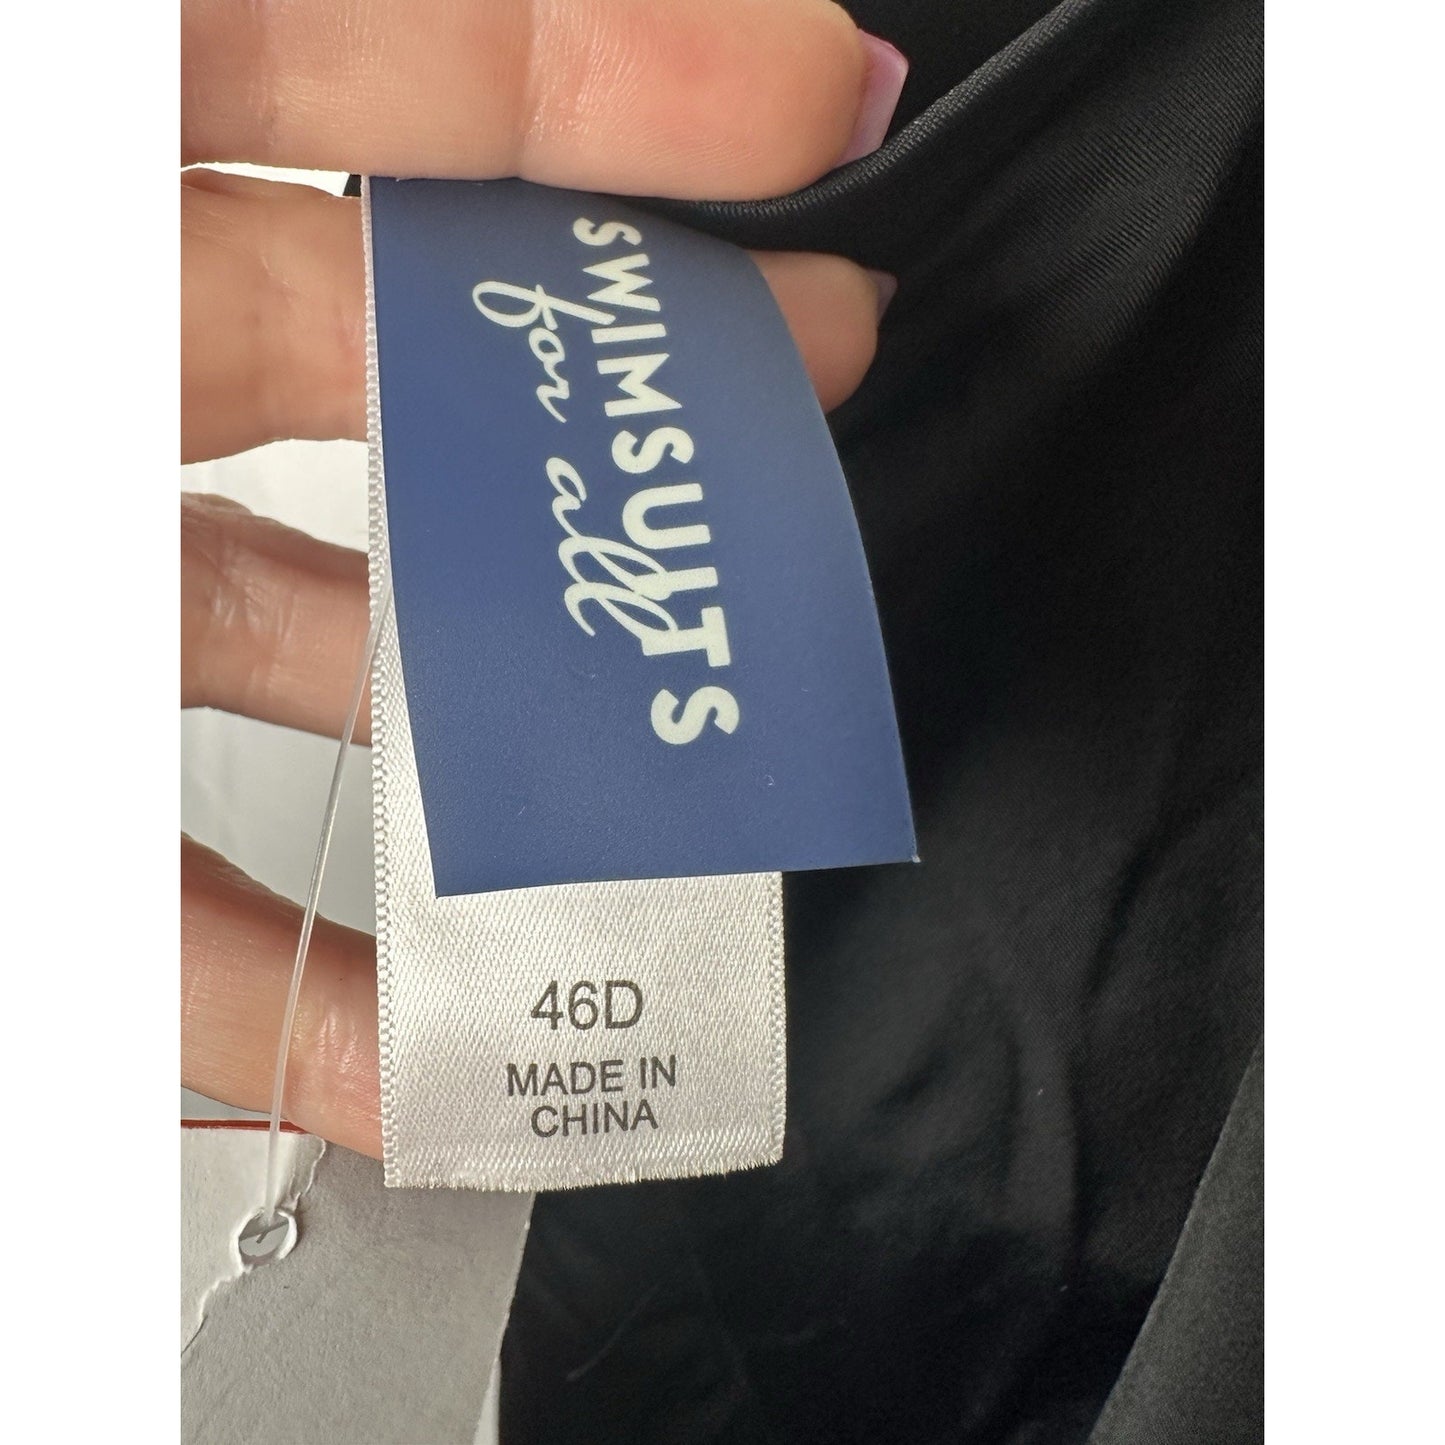 SWIMSUITS
for all
46D
MADE IN
CHINA